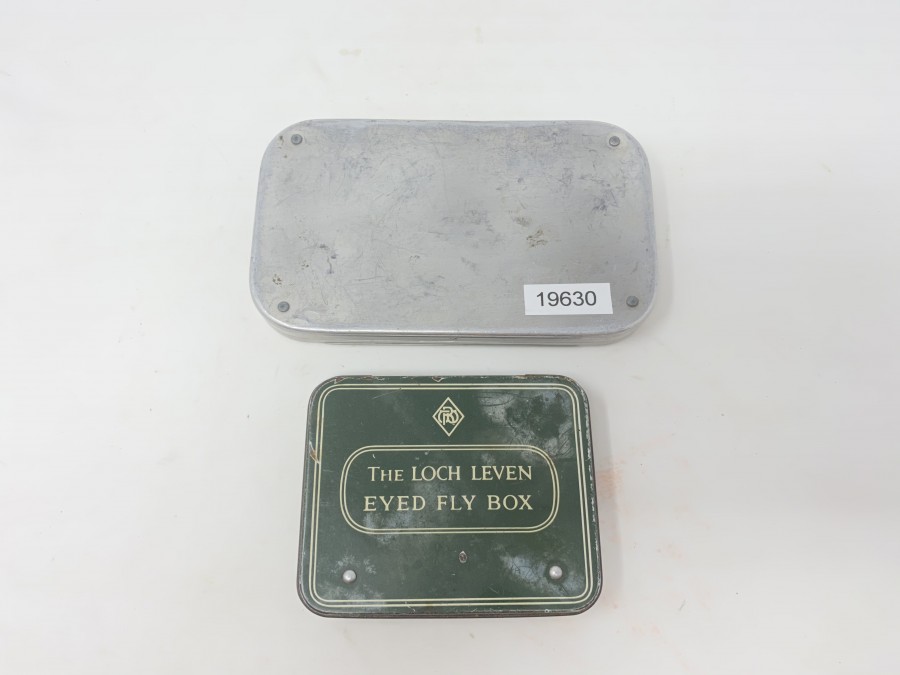 19630
THE LOCH LEVEN
EYED FLY BOX